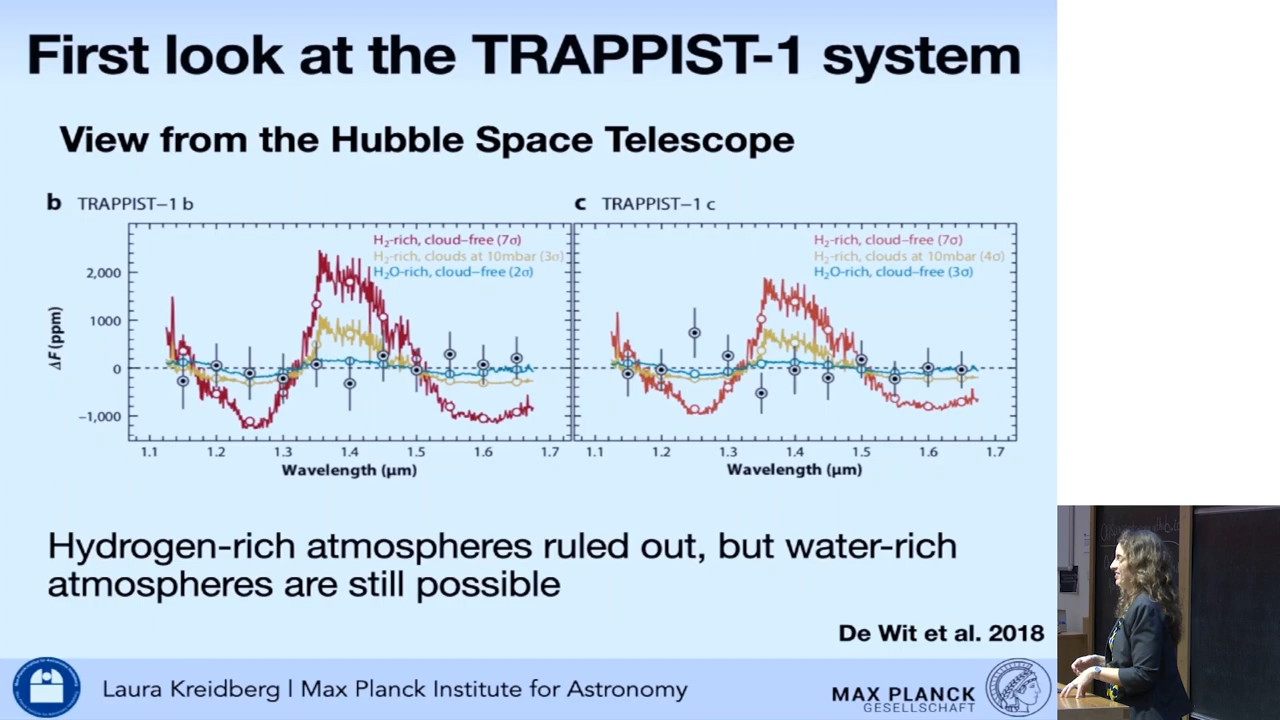 First look at the TRAPPIST-1 system
View from the Hubble Space Telescope
b TRAPPIST–1 b
c TRAPPIST–1 c
H₂-rich, cloud–free (7σ)
H₂-rich, clouds at 10mbar (3σ)
H₂O-rich, cloud–free (2σ)
H₂-rich, cloud–free (7σ)
H₂-rich, clouds at 10mbar (4σ)
H₂O-rich, cloud–free (3σ)
ΔF (ppm)
2,000
1000
0
–1,000
1.1 1.2 1.3 1.4 1.5 1.6 1.7
1.1 1.2 1.3 1.4 1.5 1.6 1.7
Wavelength (μm)
Wavelength (μm)
Hydrogen-rich atmospheres ruled out, but water-rich
atmospheres are still possible
De Wit et al. 2018
Laura Kreidberg | Max Planck Institute for Astronomy
MAX PLANCK
GESELLSCHAFT